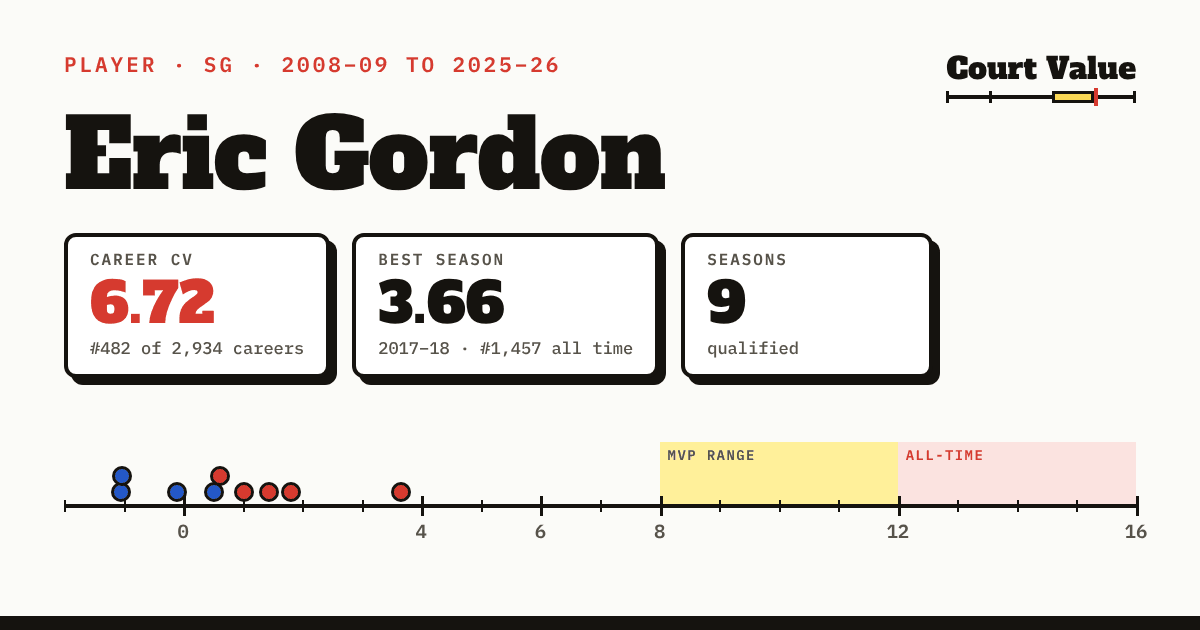 PLAYER · SG · 2008–09 TO 2025–26
Court Value
Eric Gordon
CAREER CV
6.72
#482 of 2,934 careers
BEST SEASON
3.66
2017–18 · #1,457 all time
SEASONS
9
qualified
MVP RANGE
ALL-TIME
0 4 6 8 12 16